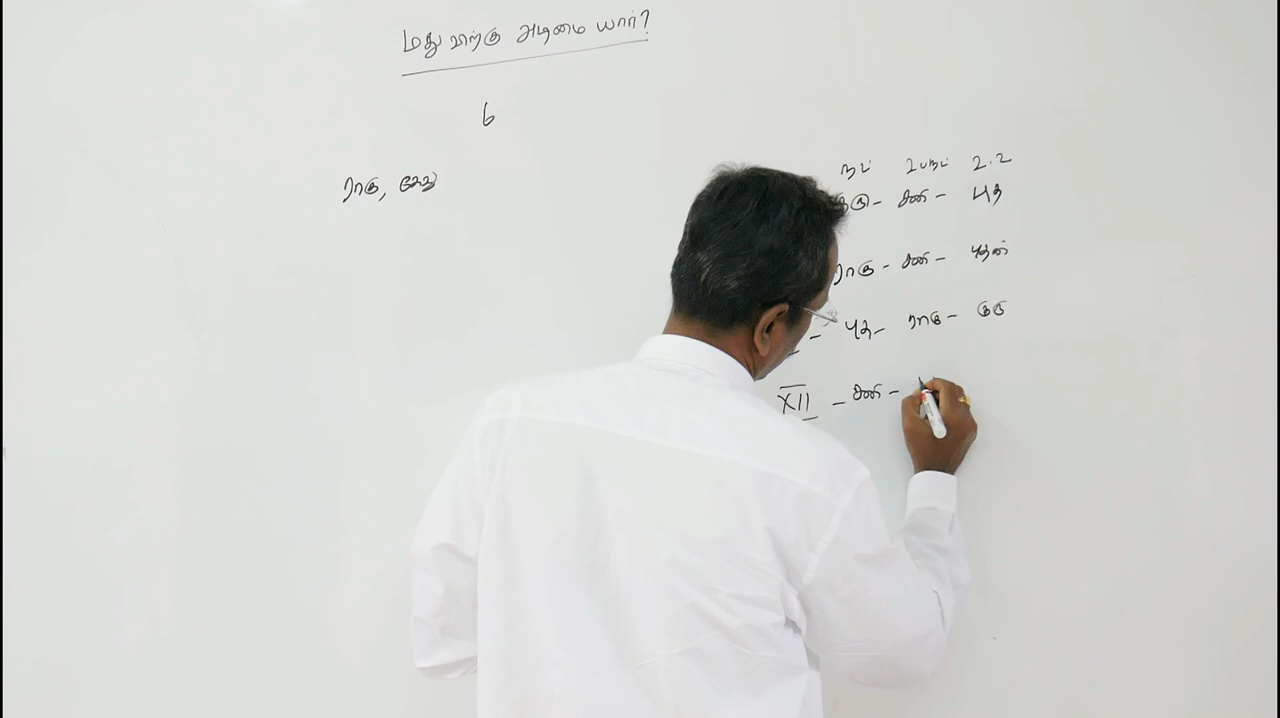 மதுவிற்கு அடிமை யார்?
6
ராகு, கேது
நட் உபநட் உ.உ
குரு - சனி - புத
ராகு - சனி - புதன்
- புத - ராகு - குரு
XII - சனி -